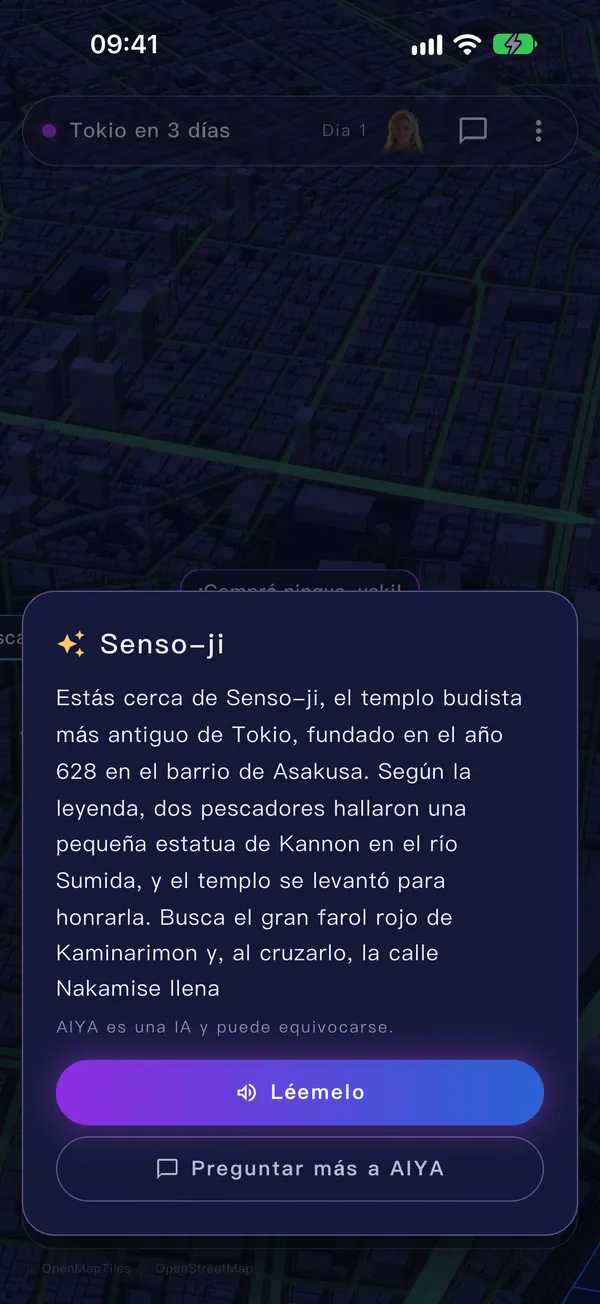 09:41
Tokio en 3 días
Día 1
¡Comprá ningyo-yaki!
Senso-ji
Estás cerca de Senso-ji, el templo budista
más antiguo de Tokio, fundado en el año
628 en el barrio de Asakusa. Según la
leyenda, dos pescadores hallaron una
pequeña estatua de Kannon en el río
Sumida, y el templo se levantó para
honrarla. Busca el gran farol rojo de
Kaminarimon y, al cruzarlo, la calle
Nakamise llena
AIYA es una IA y puede equivocarse.
Léemelo
Preguntar más a AIYA
OpenMapTiles OpenStreetMap